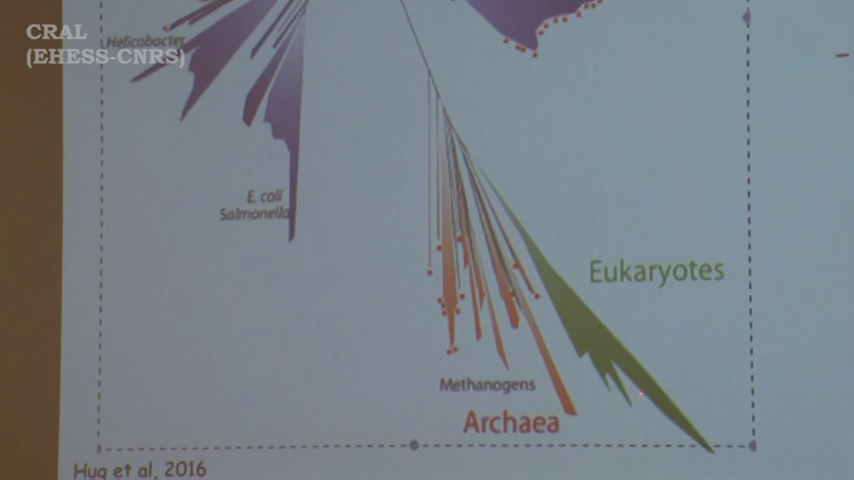 CRAL
(EHESS-CNRS)
Helicobacter
E. coli
Salmonella
Eukaryotes
Methanogens
Archaea
Hug et al, 2016